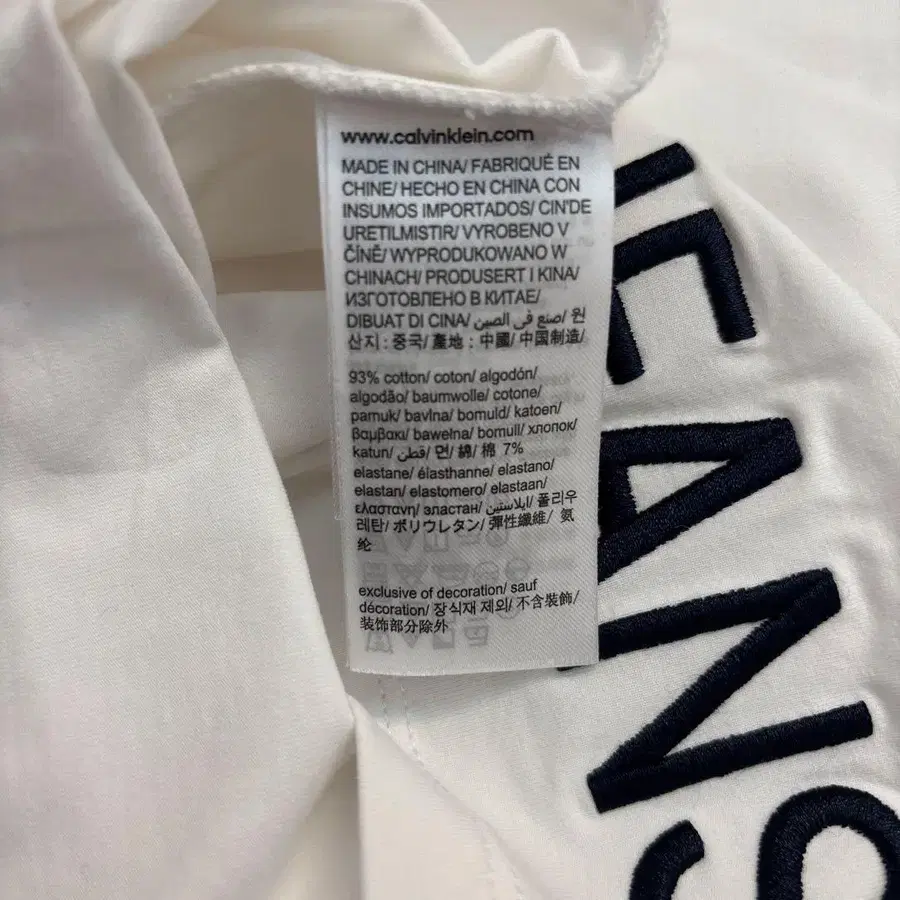 www.calvinklein.com
MADE IN CHINA/ FABRIQUÉ EN
CHINE/ HECHO EN CHINA CON
INSUMOS IMPORTADOS/ CIN'DE
URETILMISTIR/ VYROBENO V
ČÍNĚ/ WYPRODUKOWANO W
CHINACH/ PRODUSERT I KINA/
ИЗГОТОВЛЕНО В КИТАЕ/
DIBUAT DI CINA/ صنع في الصين/ 원
산지 : 중국/ 產地 : 中國/ 中国制造/
93% cotton/ coton/ algodón/
algodão/ baumwolle/ cotone/
pamuk/ bavlna/ bomuld/ katoen/
βαμβακι/ bawełna/ bomull/ хлопок/
katun/ قطن/ 면/ 綿/ 棉 7%
elastane/ élasthanne/ elastano/
elastan/ elastomero/ elastaan/
ελαστανη/ эластан/ ايلاستين/ 폴리우
레탄/ ポリウレタン/ 彈性纖維/ 氨
纶
exclusive of decoration/ sauf
décoration/ 장식재 제외/ 不含裝飾/
装饰部分除外
JEANS